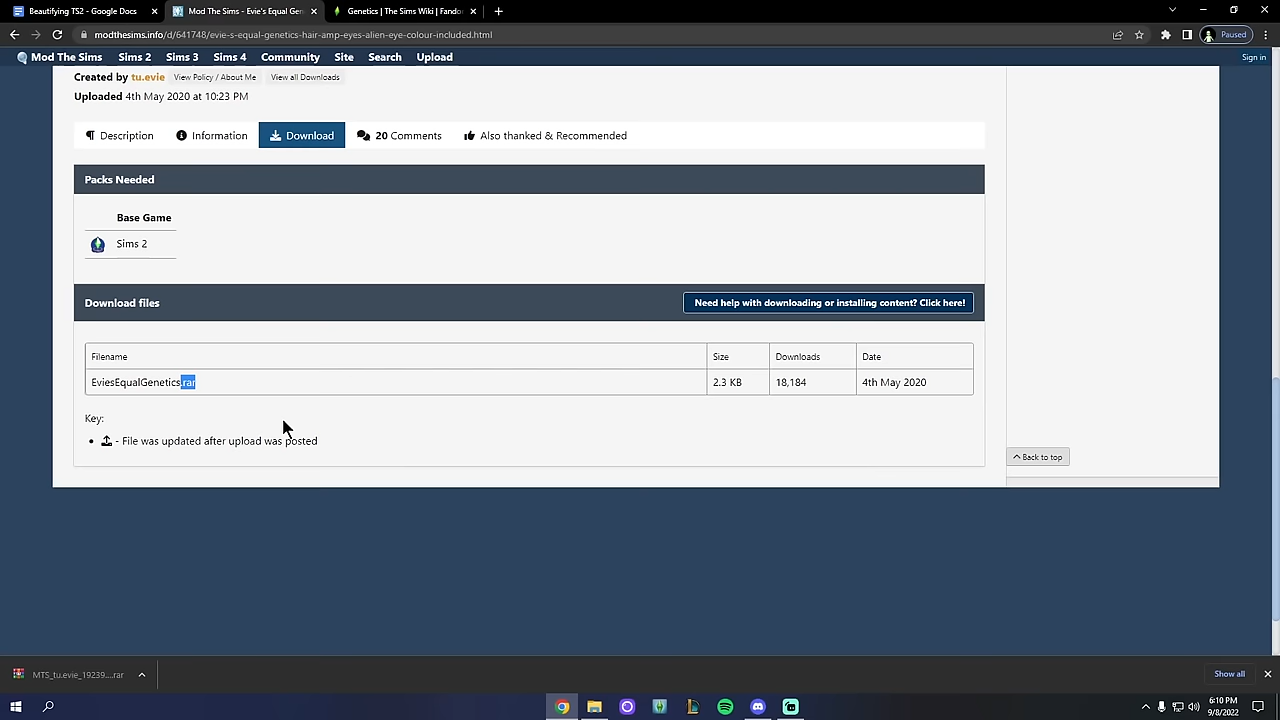 Beautifying TS2 - Google Docs
Mod The Sims - Evie's Equal Gen
Genetics | The Sims Wiki | Fando
modthesims.info/d/641748/evie-s-equal-genetics-hair-amp-eyes-alien-eye-colour-included.html
Paused
Mod The Sims
Sims 2
Sims 3
Sims 4
Community
Site
Search
Upload
Sign in
Created by tu.evie View Policy / About Me View all Downloads
Uploaded 4th May 2020 at 10:23 PM
Description
Information
Download
20 Comments
Also thanked & Recommended
Packs Needed
Base Game
Sims 2
Download files
Need help with downloading or installing content? Click here!
Filename Size Downloads Date
EviesEqualGenetics.rar 2.3 KB 18,184 4th May 2020
Key:
- File was updated after upload was posted
Back to top
MTS_tu.evie_19239....rar
Show all
6:10 PM
9/8/2022